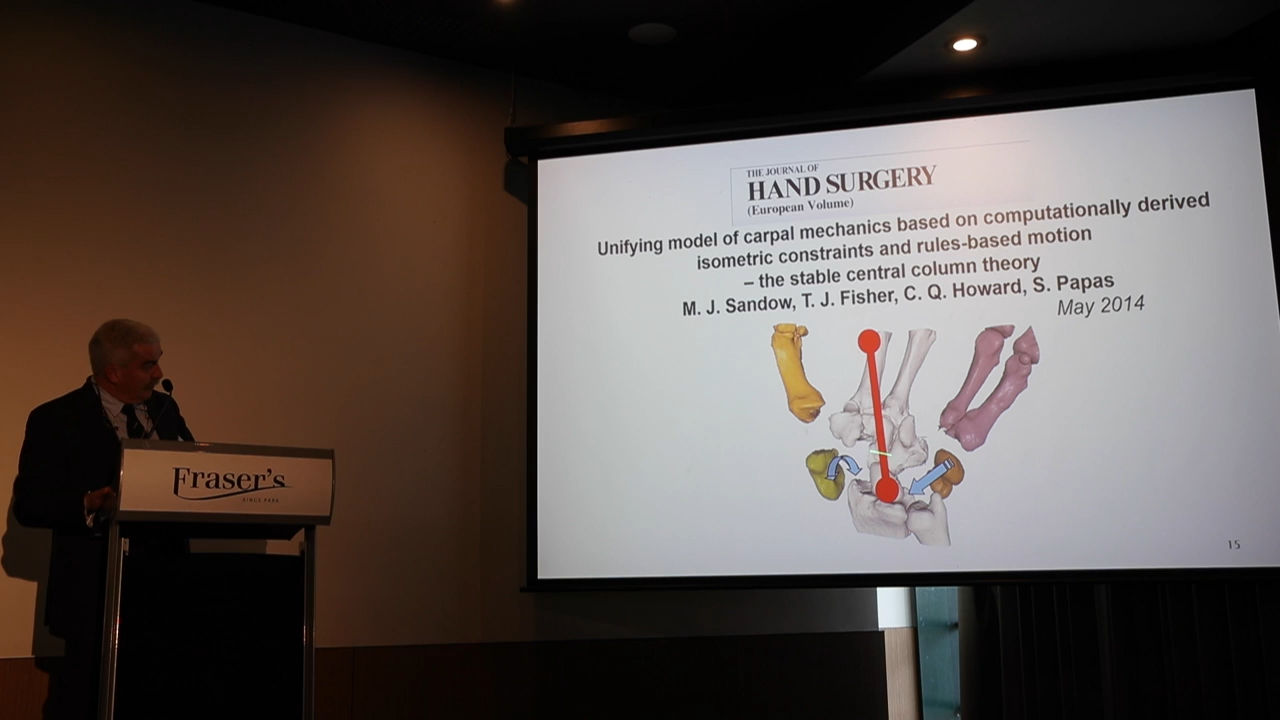 THE JOURNAL OF
HAND SURGERY
(European Volume)
Unifying model of carpal mechanics based on computationally derived
isometric constraints and rules-based motion
– the stable central column theory
M. J. Sandow, T. J. Fisher, C. Q. Howard, S. Papas
May 2014
15
Fraser's